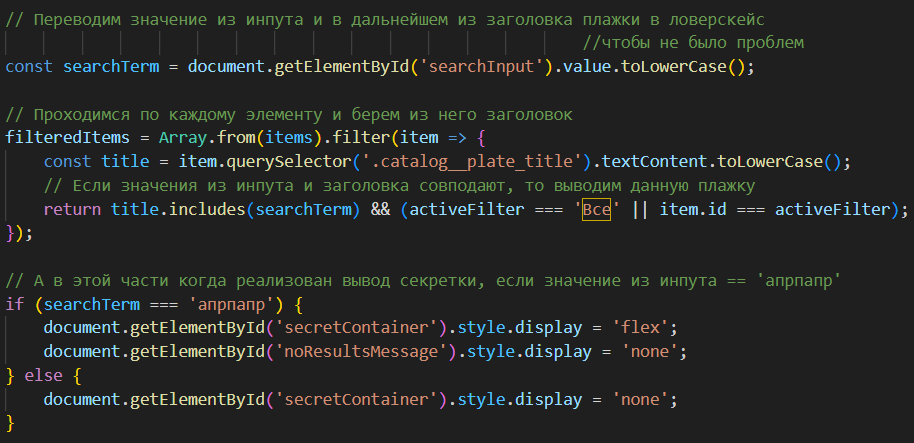 // Переводим значение из инпута и в дальнейшем из заголовка плажки в ловерскейс
//чтобы не было проблем
const searchTerm = document.getElementById('searchInput').value.toLowerCase();
// Проходимся по каждому элементу и берем из него заголовок
filteredItems = Array.from(items).filter(item => {
const title = item.querySelector('.catalog__plate_title').textContent.toLowerCase();
// Если значения из инпута и заголовка совподают, то выводим данную плажку
return title.includes(searchTerm) && (activeFilter === 'Все' || item.id === activeFilter);
});
// А в этой части когда реализован вывод секретки, если значение из инпута == 'апрпапр'
if (searchTerm === 'апрпапр') {
document.getElementById('secretContainer').style.display = 'flex';
document.getElementById('noResultsMessage').style.display = 'none';
} else {
document.getElementById('secretContainer').style.display = 'none';
}